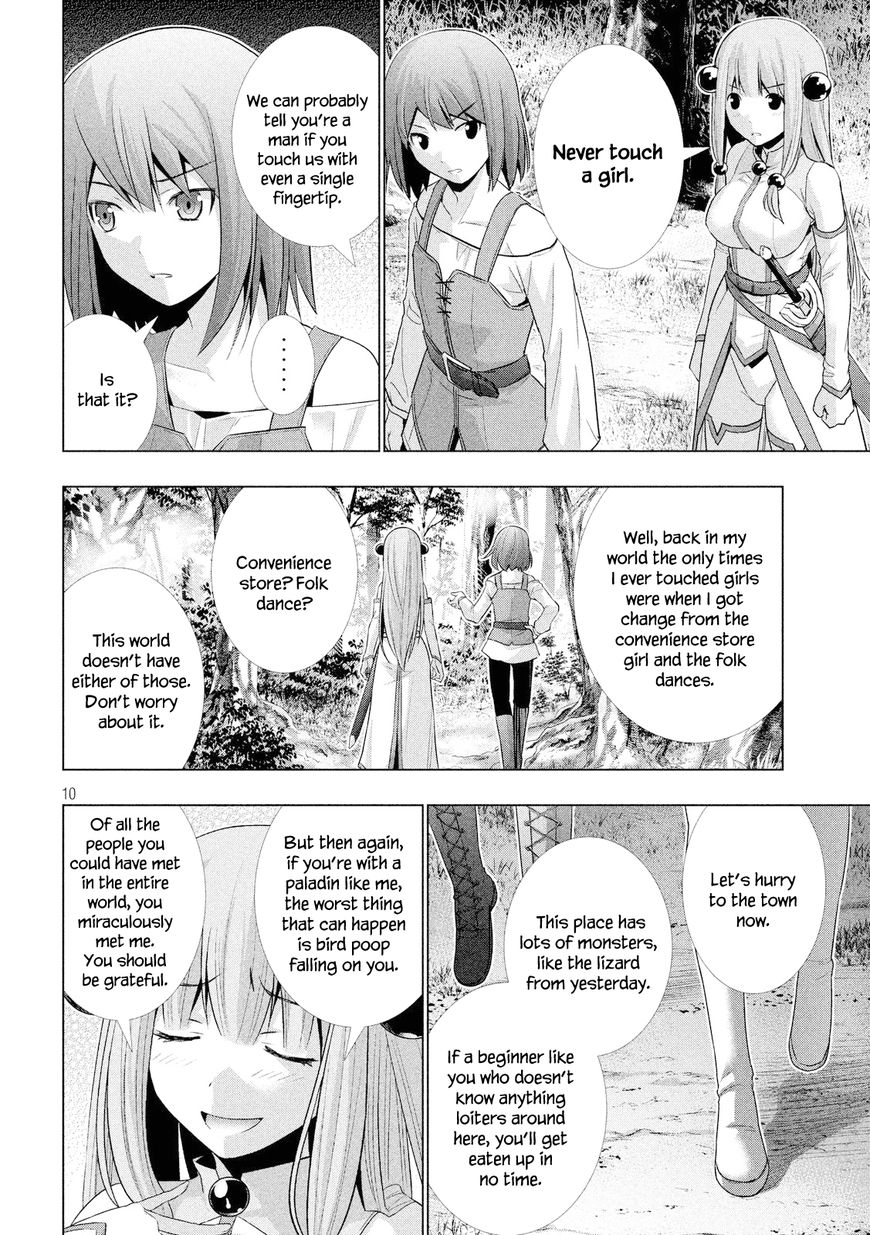 Never touch
a girl.
We can probably
tell you're a
man if you
touch us with
even a single
fingertip.
. . . . .
Is
that it?
Well, back in my
world the only times
I ever touched girls
were when I got
change from the
convenience store
girl and the folk
dances.
Convenience
store? Folk
dance?
This world
doesn't have
either of those.
Don't worry
about it.
10
Let's hurry
to the town
now.
This place has
lots of monsters,
like the lizard
from yesterday.
If a beginner like
you who doesn't
know anything
loiters around
here, you'll get
eaten up in
no time.
But then again,
if you're with a
paladin like me,
the worst thing
that can happen
is bird poop
falling on you.
Of all the
people you
could have met
in the entire
world, you
miraculously
met me.
You should
be grateful.